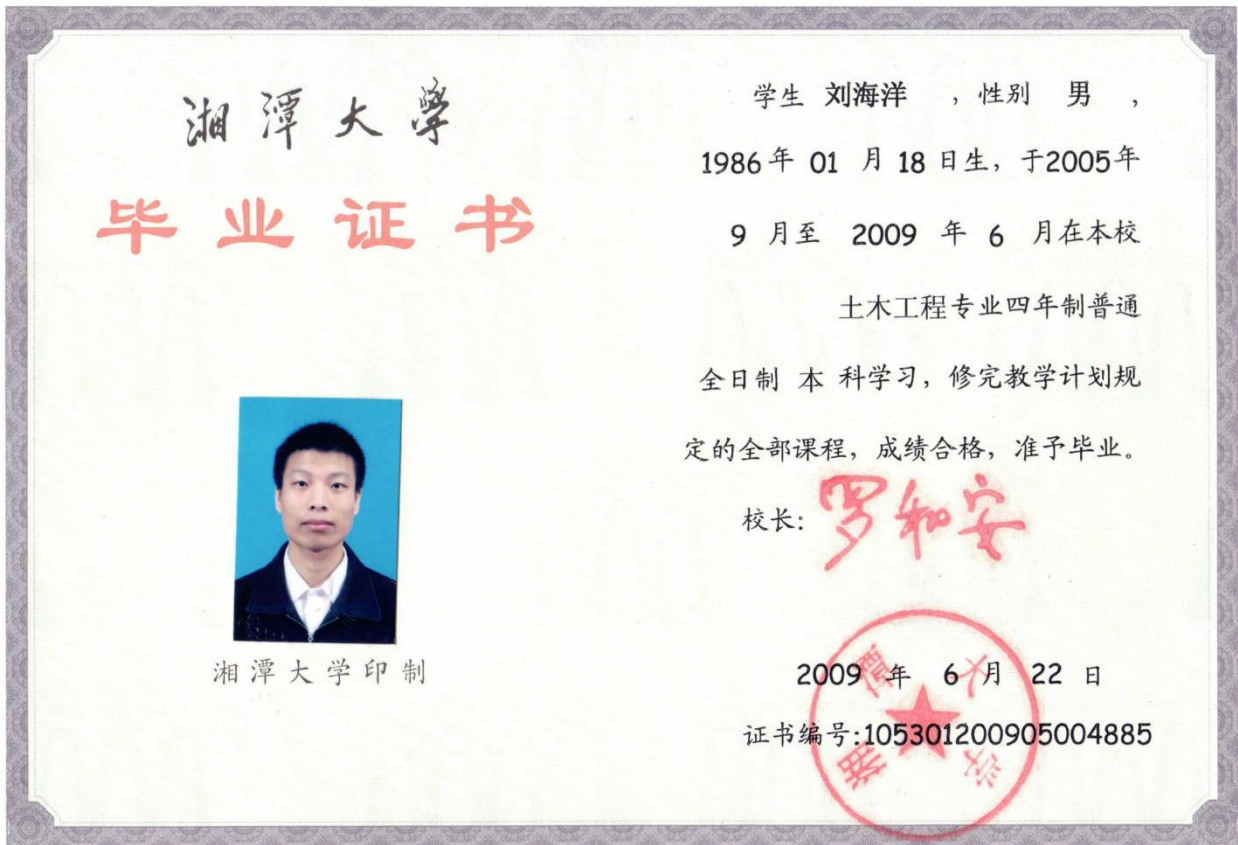 湘潭大學
毕业证书
湘潭大学印制
学生 刘海洋 ，性别 男 ，
1986年 01 月 18 日生，于2005年
9 月至 2009 年 6 月在本校
土木工程专业四年制普通
全日制 本 科学习，修完教学计划规
定的全部课程，成绩合格，准予毕业。
校长：罗和安
2009 年 6 月 22 日
证书编号:105301200905004885
湘潭大学